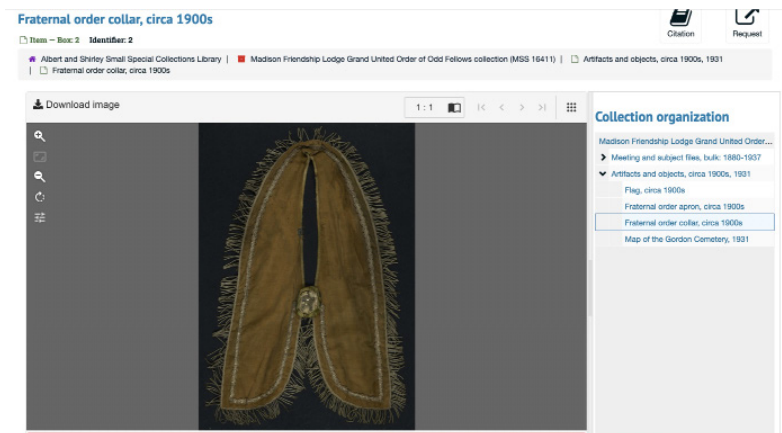 Fraternal order collar, circa 1900s
Item — Box: 2 Identifier: 2
Citation
Request
Albert and Shirley Small Special Collections Library | Madison Friendship Lodge Grand United Order of Odd Fellows collection (MSS 16411) | Artifacts and objects, circa 1900s, 1931
| Fraternal order collar, circa 1900s
Download image
1 : 1
Collection organization
Madison Friendship Lodge Grand United Order...
Meeting and subject files, bulk: 1880-1937
Artifacts and objects, circa 1900s, 1931
Flag, circa 1900s
Fraternal order apron, circa 1900s
Fraternal order collar, circa 1900s
Map of the Gordon Cemetery, 1931